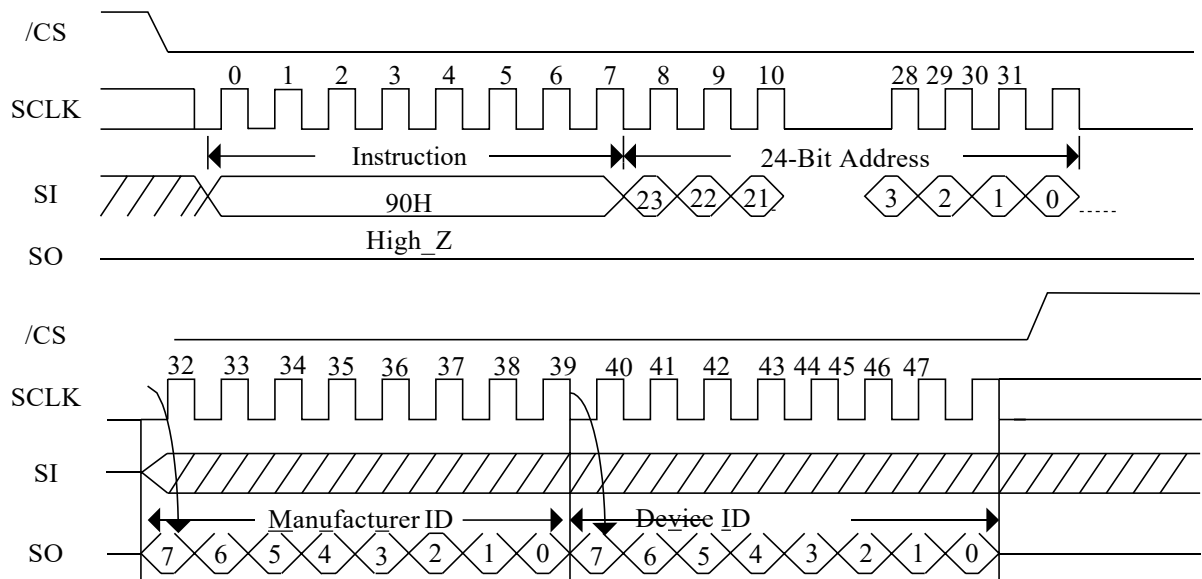 /CS
0 1 2 3 4 5 6 7 8 9 10 28 29 30 31
SCLK
Instruction 24-Bit Address
SI 90H 23 22 21 3 2 1 0
High_Z
SO
/CS
32 33 34 35 36 37 38 39 40 41 42 43 44 45 46 47
SCLK
SI
Manufacturer ID Device ID
SO 7 6 5 4 3 2 1 0 7 6 5 4 3 2 1 0